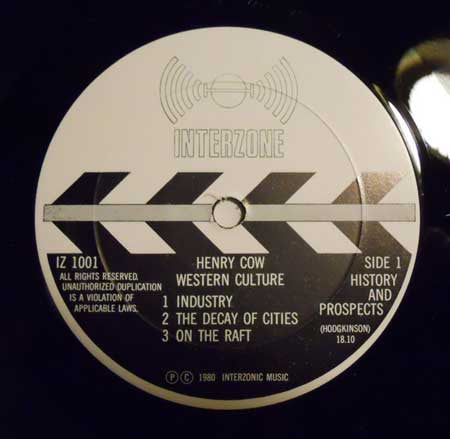 INTERZONE
IZ 1001
ALL RIGHTS RESERVED.
UNAUTHORIZED DUPLICATION
IS A VIOLATION OF
APPLICABLE LAWS.
HENRY COW
WESTERN CULTURE
1 INDUSTRY
2 THE DECAY OF CITIES
3 ON THE RAFT
SIDE 1
HISTORY
AND
PROSPECTS
(HODGKINSON)
18.10
Ⓟ Ⓒ 1980 INTERZONIC MUSIC